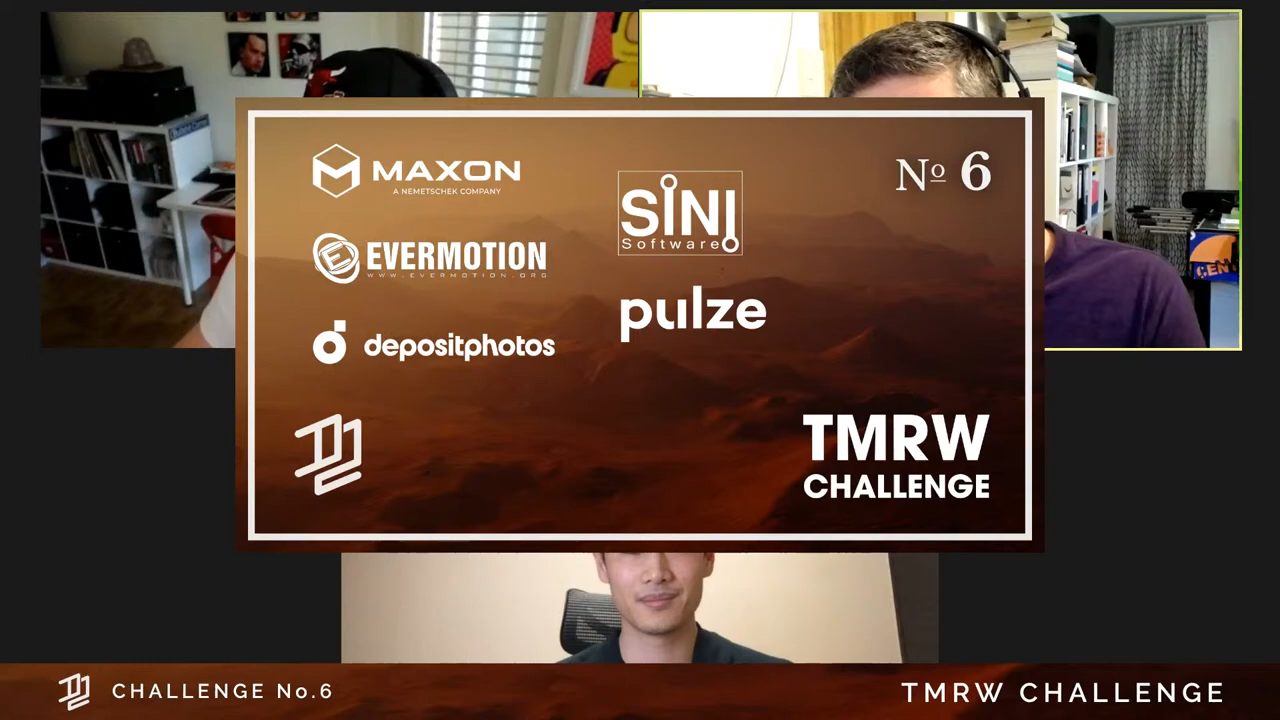 MAXON
A NEMETSCHEK COMPANY
SiNi
Software
No 6
EVERMOTION
WWW.EVERMOTION.ORG
pulze
depositphotos
TMRW
CHALLENGE
CEN
CHALLENGE No.6
TMRW CHALLENGE